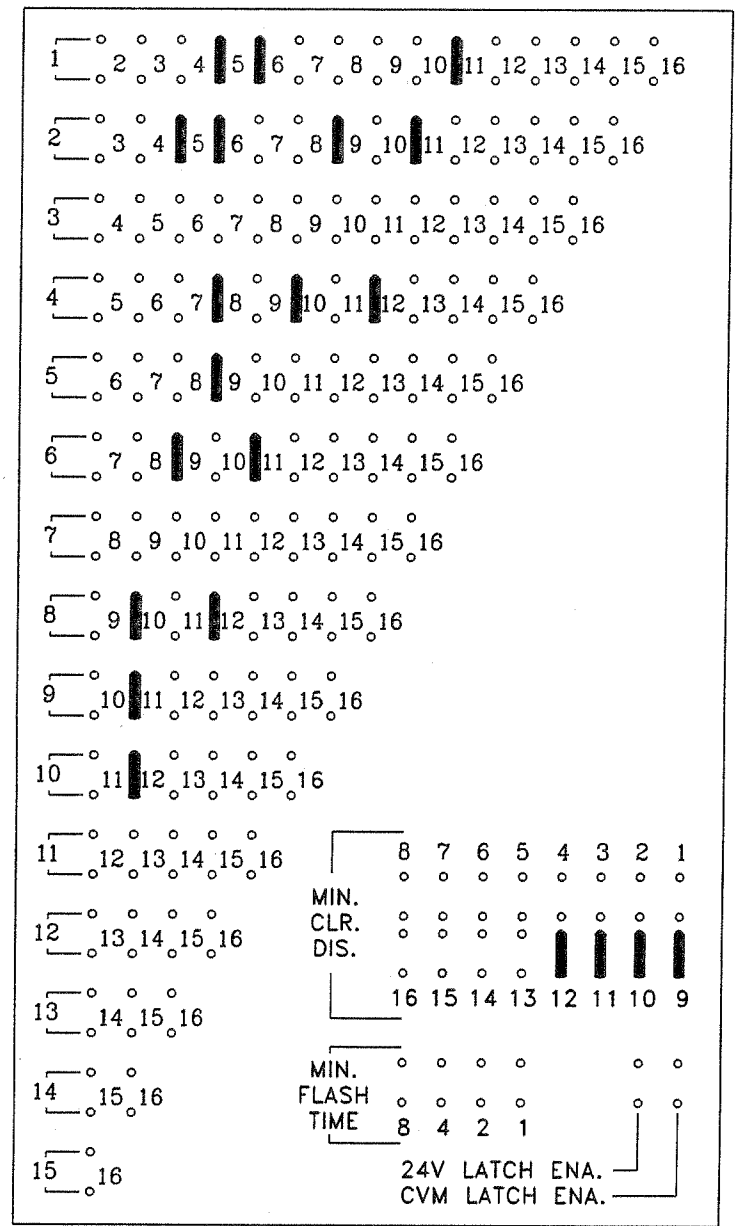 1 2 3 4 5 6 7 8 9 10 11 12 13 14 15 16
2 3 4 5 6 7 8 9 10 11 12 13 14 15 16
3 4 5 6 7 8 9 10 11 12 13 14 15 16
4 5 6 7 8 9 10 11 12 13 14 15 16
5 6 7 8 9 10 11 12 13 14 15 16
6 7 8 9 10 11 12 13 14 15 16
7 8 9 10 11 12 13 14 15 16
8 9 10 11 12 13 14 15 16
9 10 11 12 13 14 15 16
10 11 12 13 14 15 16
11 12 13 14 15 16
12 13 14 15 16
13 14 15 16
14 15 16
15 16
8 7 6 5 4 3 2 1
MIN.
CLR.
DIS.
16 15 14 13 12 11 10 9
MIN.
FLASH
TIME
8 4 2 1
24V LATCH ENA.
CVM LATCH ENA.